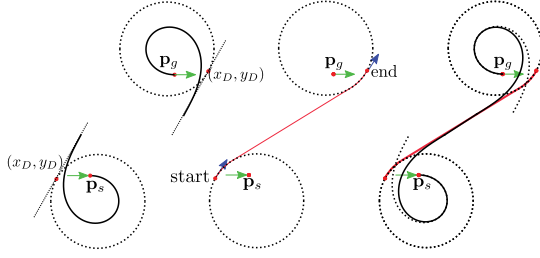 p_g
(x_D, y_D)
(x_D, y_D)
p_s
p_g
end
start
p_s
p_g
p_s